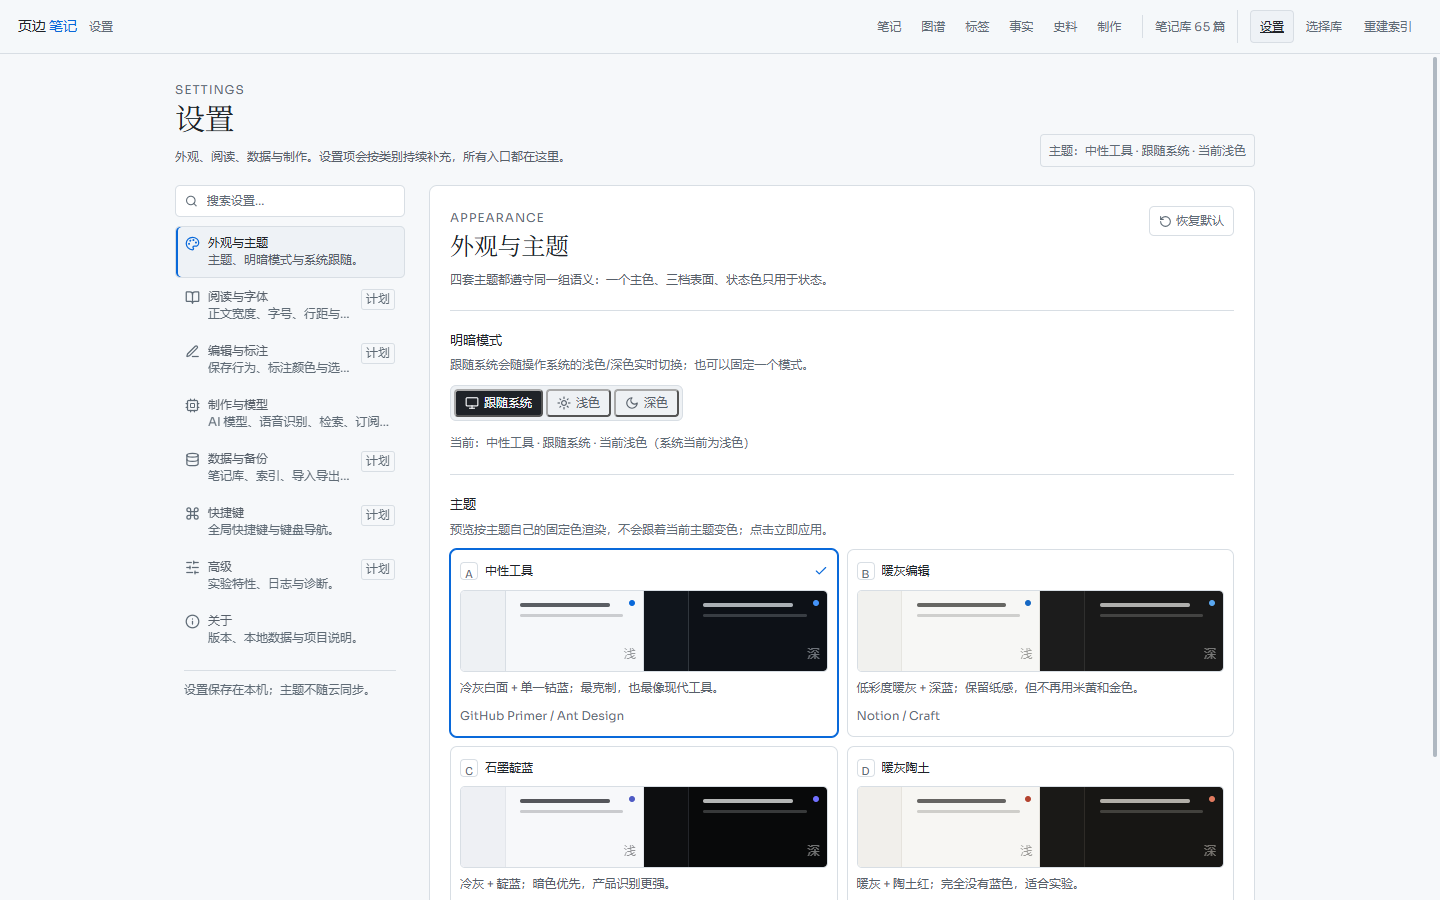 页边 笔记 设置
笔记 图谱 标签 事实 史料 制作 笔记库 65 篇 设置 选择库 重建索引
SETTINGS
设置
外观、阅读、数据与制作。设置项会按类别持续补充，所有入口都在这里。
主题：中性工具 · 跟随系统 · 当前浅色
搜索设置...
外观与主题
主题、明暗模式与系统跟随。
阅读与字体
计划
正文宽度、字号、行距与...
编辑与标注
计划
保存行为、标注颜色与选...
制作与模型
AI 模型、语音识别、检索、订阅...
数据与备份
计划
笔记库、索引、导入导出...
快捷键
计划
全局快捷键与键盘导航。
高级
计划
实验特性、日志与诊断。
关于
版本、本地数据与项目说明。
设置保存在本机；主题不随云同步。
APPEARANCE
外观与主题
恢复默认
四套主题都遵守同一组语义：一个主色、三档表面、状态色只用于状态。
明暗模式
跟随系统会随操作系统的浅色/深色实时切换；也可以固定一个模式。
跟随系统 浅色 深色
当前：中性工具 · 跟随系统 · 当前浅色（系统当前为浅色）
主题
预览按主题自己的固定色渲染，不会跟着当前主题变色；点击立即应用。
A 中性工具
浅 深
冷灰白面 + 单一钴蓝；最克制，也最像现代工具。
GitHub Primer / Ant Design
B 暖灰编辑
浅 深
低彩度暖灰 + 深蓝；保留纸感，但不再用米黄和金色。
Notion / Craft
C 石墨靛蓝
浅 深
冷灰 + 靛蓝；暗色优先，产品识别更强。
D 暖灰陶土
浅 深
暖灰 + 陶土红；完全没有蓝色，适合实验。